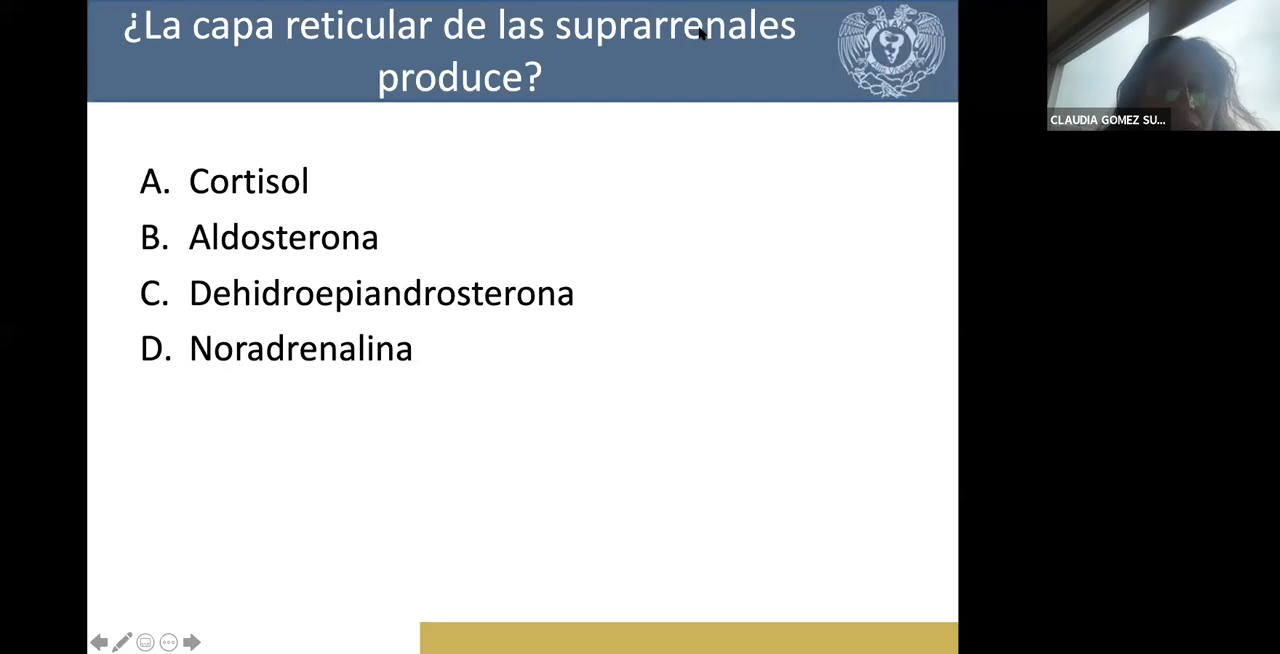 ¿La capa reticular de las suprarrenales
produce?
A. Cortisol
B. Aldosterona
C. Dehidroepiandrosterona
D. Noradrenalina
CLAUDIA GOMEZ SU...